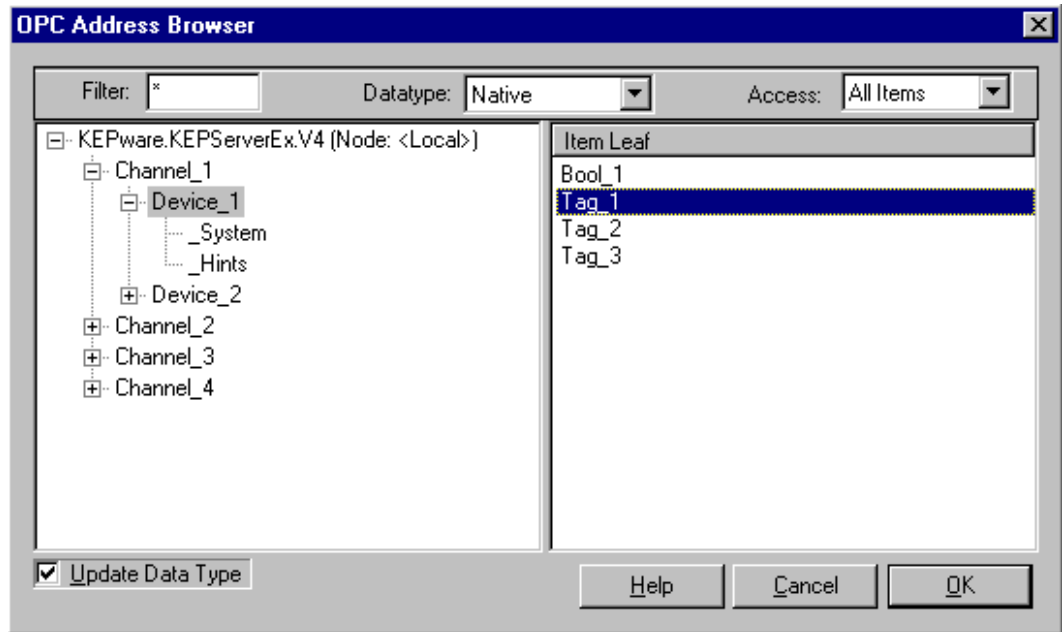 OPC Address Browser
Filter: * Datatype: Native Access: All Items
KEPware.KEPServerEx.V4 (Node: <Local>)
Channel_1
Device_1
_System
_Hints
Device_2
Channel_2
Channel_3
Channel_4
Item Leaf
Bool_1
Tag_1
Tag_2
Tag_3
Update Data Type
Help Cancel OK